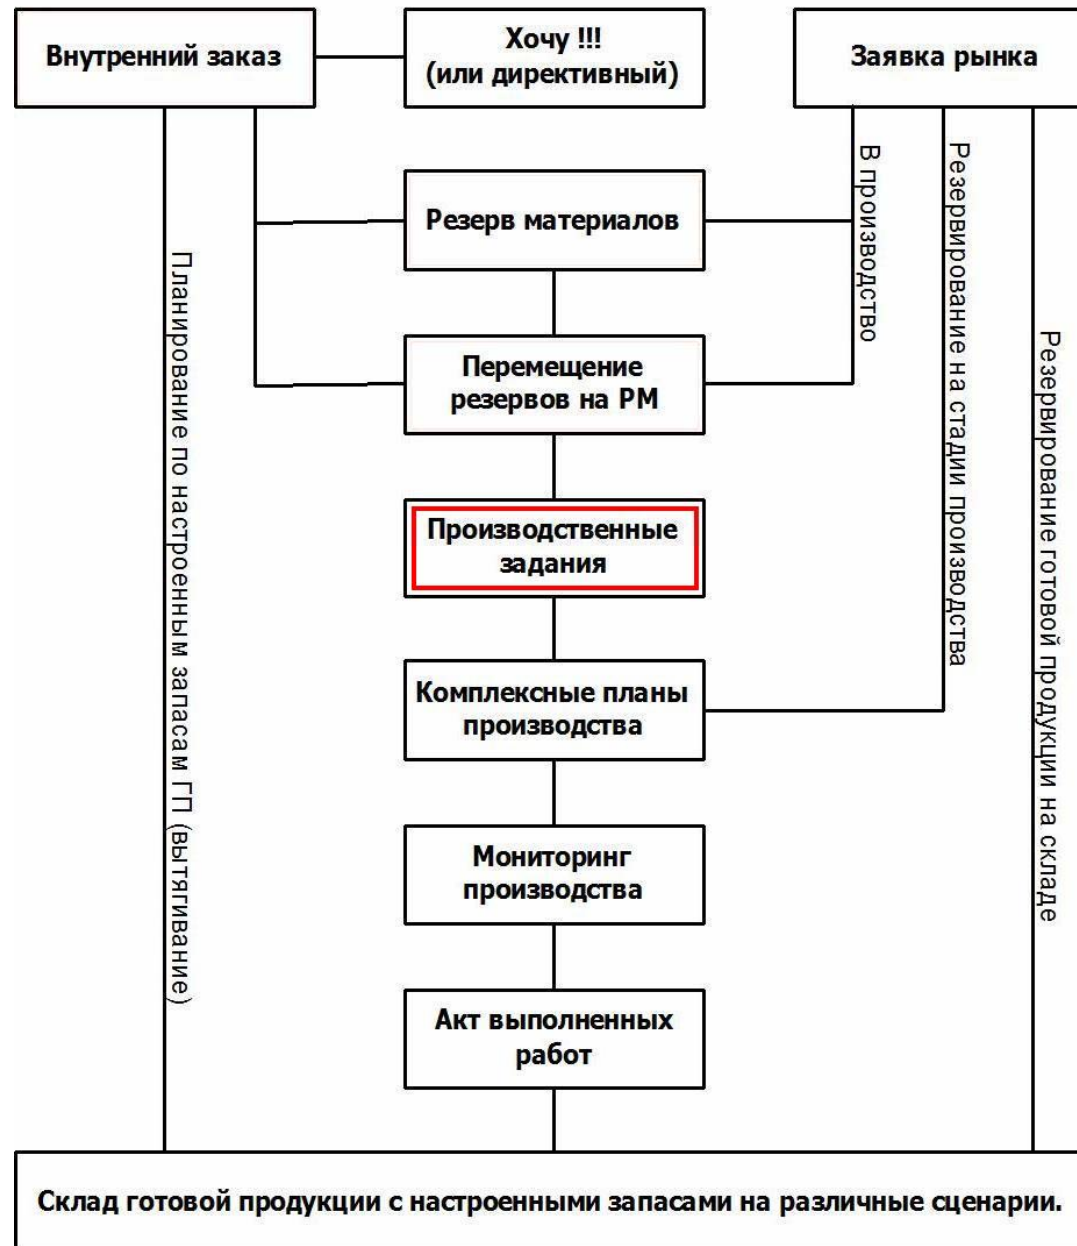 Внутренний заказ
Хочу !!!
(или директивный)
Заявка рынка
Резерв материалов
Перемещение
резервов на РМ
Производственные
задания
Комплексные планы
производства
Мониторинг
производства
Акт выполненных
работ
Планирование по настроенным запасам ГП (вытягивание)
В производство
Резервирование на стадии производства
Резервирование готовой продукции на складе
Склад готовой продукции с настроенными запасами на различные сценарии.